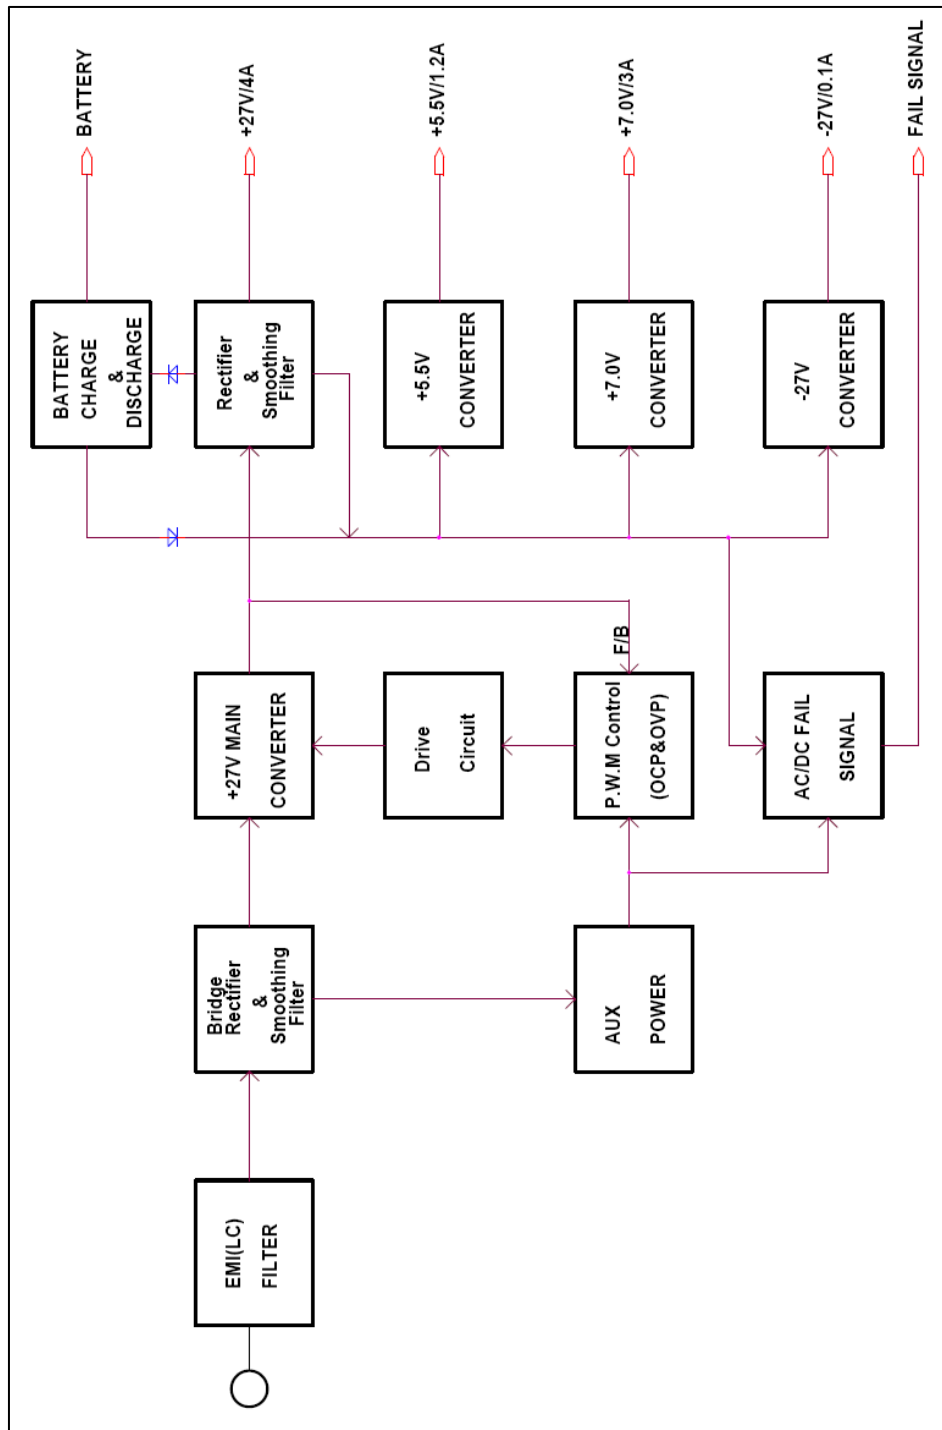 EMI(LC)
FILTER
Bridge
Rectifier
&
Smoothing
Filter
+27V MAIN
CONVERTER
BATTERY
CHARGE
&
DISCHARGE
BATTERY
Rectifier
&
Smoothing
Filter
+27V/4A
Drive
Circuit
+5.5V
CONVERTER
+5.5V/1.2A
AUX
POWER
P.W.M Control
(OCP&OVP)
F/B
+7.0V
CONVERTER
+7.0V/3A
AC/DC FAIL
SIGNAL
-27V
CONVERTER
-27V/0.1A
FAIL SIGNAL